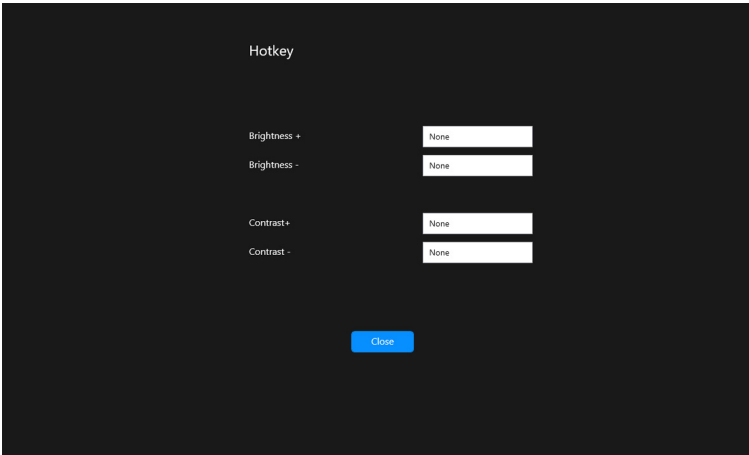 Hotkey
Brightness + None
Brightness - None
Contrast+ None
Contrast - None
Close